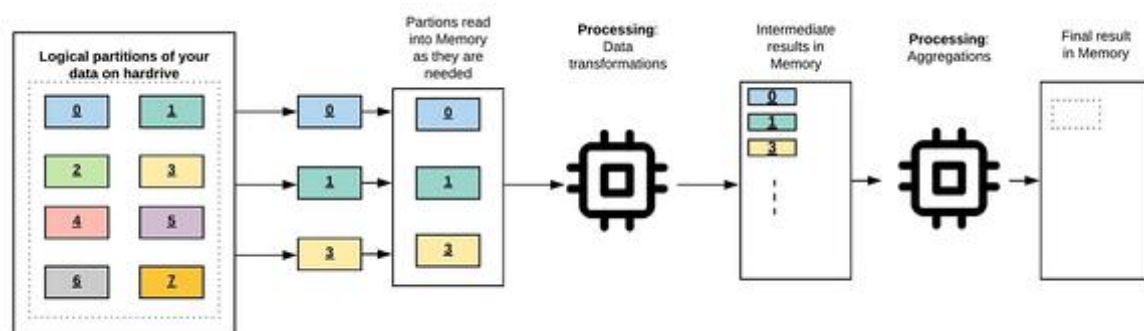 Logical partitions of your
data on hardrive
0
1
2
3
4
5
6
7
0
1
3
Partions read
into Memory
as they are
needed
0
1
3
Processing:
Data
transformations
Intermediate
results in
Memory
0
1
3
Processing:
Aggregations
Final result
in Memory